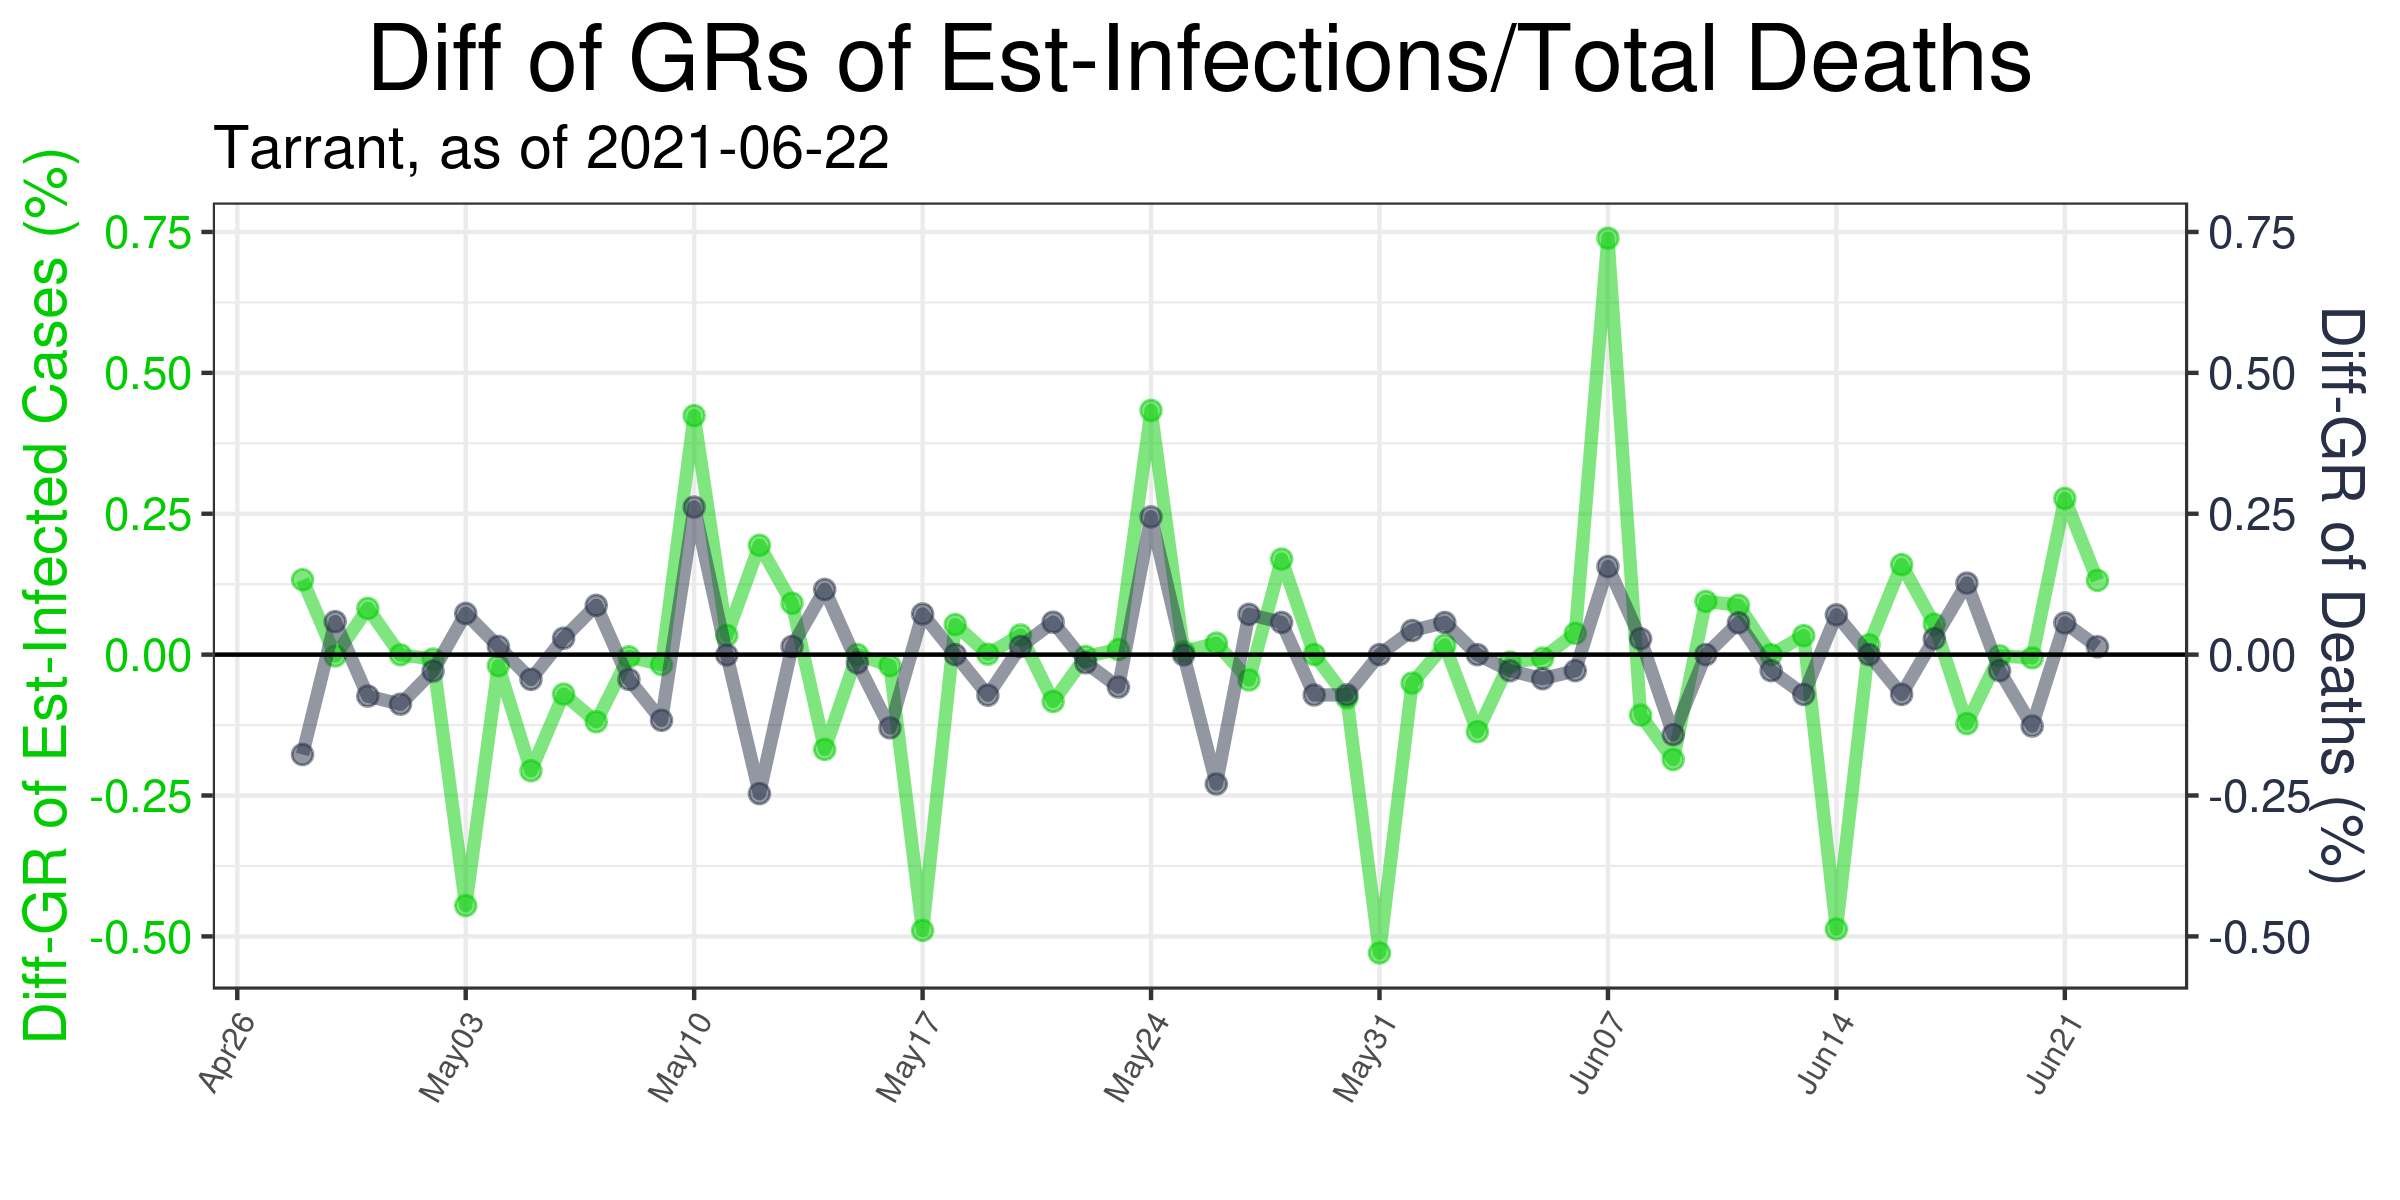 Diff of GRs of Est-Infections/Total Deaths
Tarrant, as of 2021-06-22
Diff-GR of Est-Infected Cases (%)
0.75
0.50
0.25
0.00
-0.25
-0.50
0.75
0.50
0.25
0.00
-0.25
-0.50
Diff-GR of Deaths (%)
Apr26
May03
May10
May17
May24
May31
Jun07
Jun14
Jun21